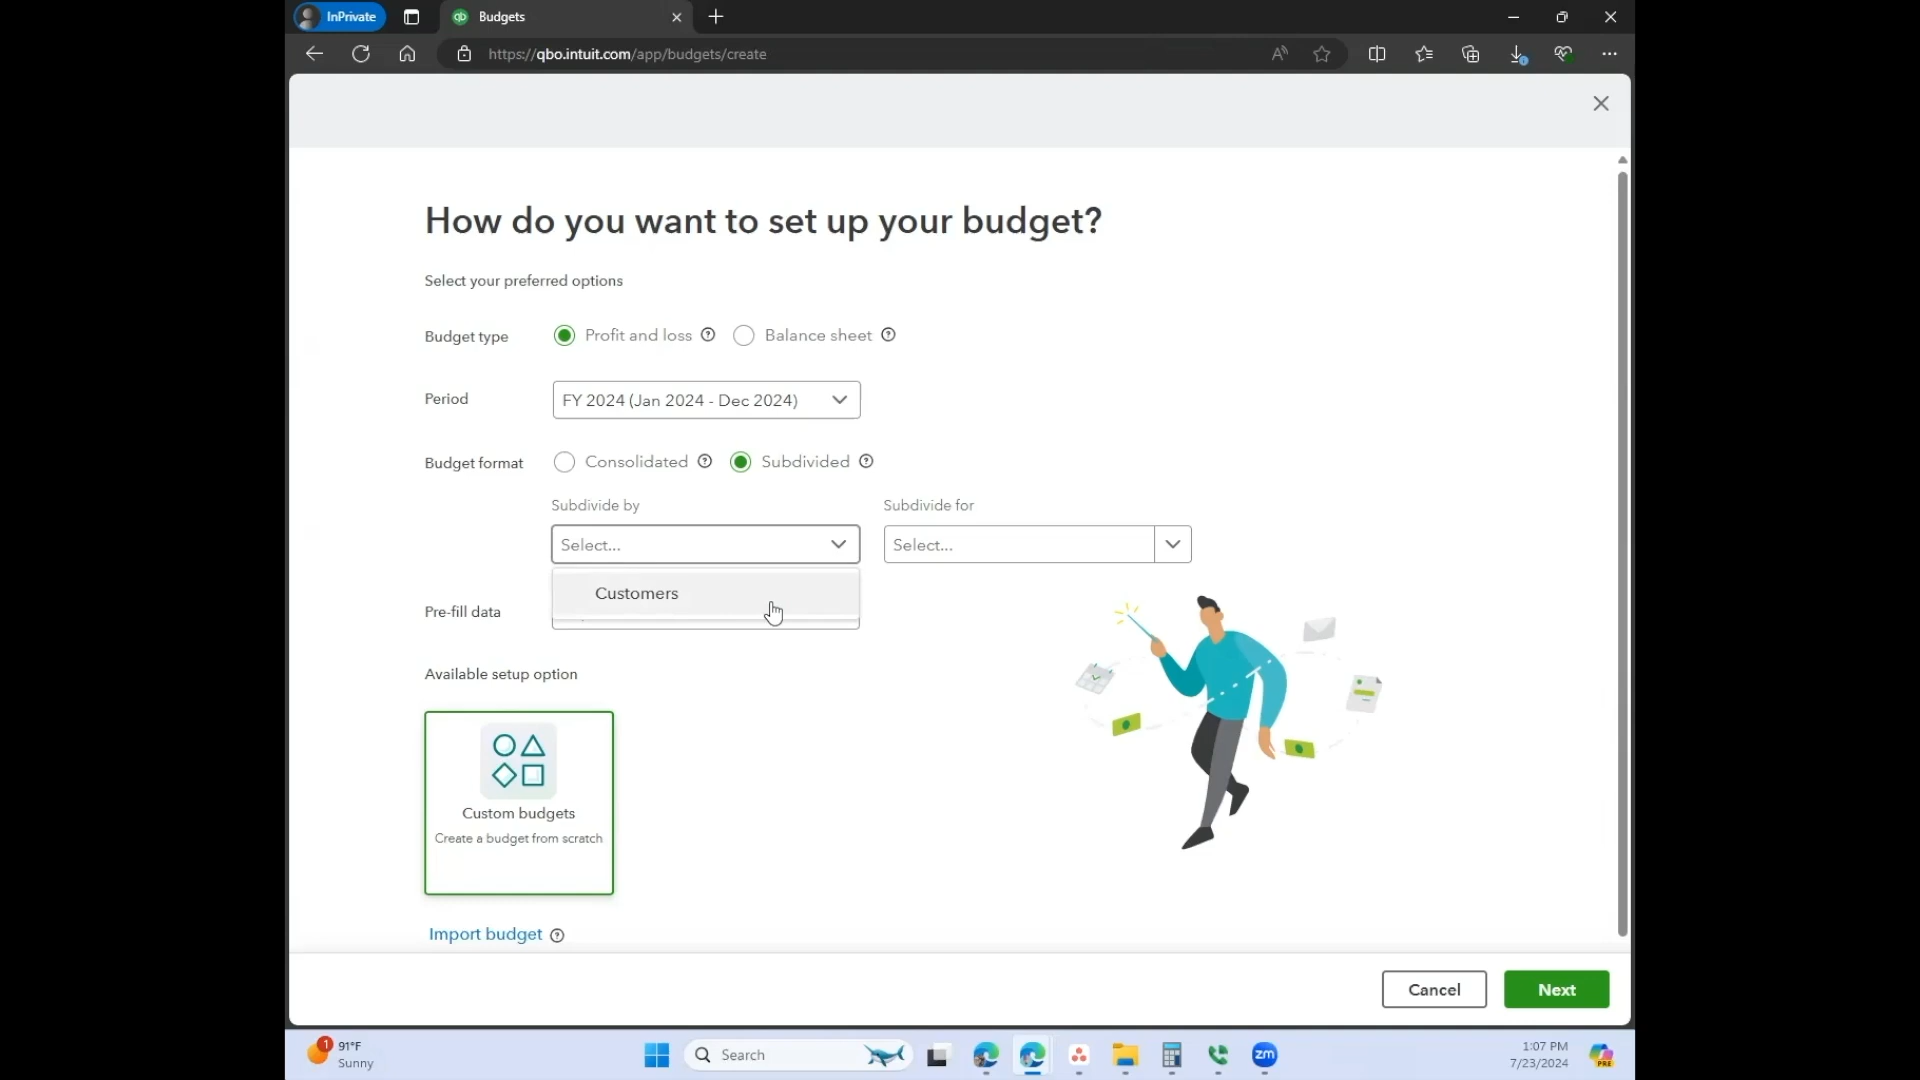 InPrivate
Budgets
https://qbo.intuit.com/app/budgets/create
How do you want to set up your budget?
Select your preferred options
Budget type
Profit and loss
Balance sheet
Period
FY 2024 (Jan 2024 - Dec 2024)
Budget format
Consolidated
Subdivided
Subdivide by
Subdivide for
Select...
Select...
Customers
Pre-fill data
Available setup option
Custom budgets
Create a budget from scratch
Import budget
Cancel
Next
1
91°F
Sunny
Search
zm
1:07 PM
7/23/2024
PRE